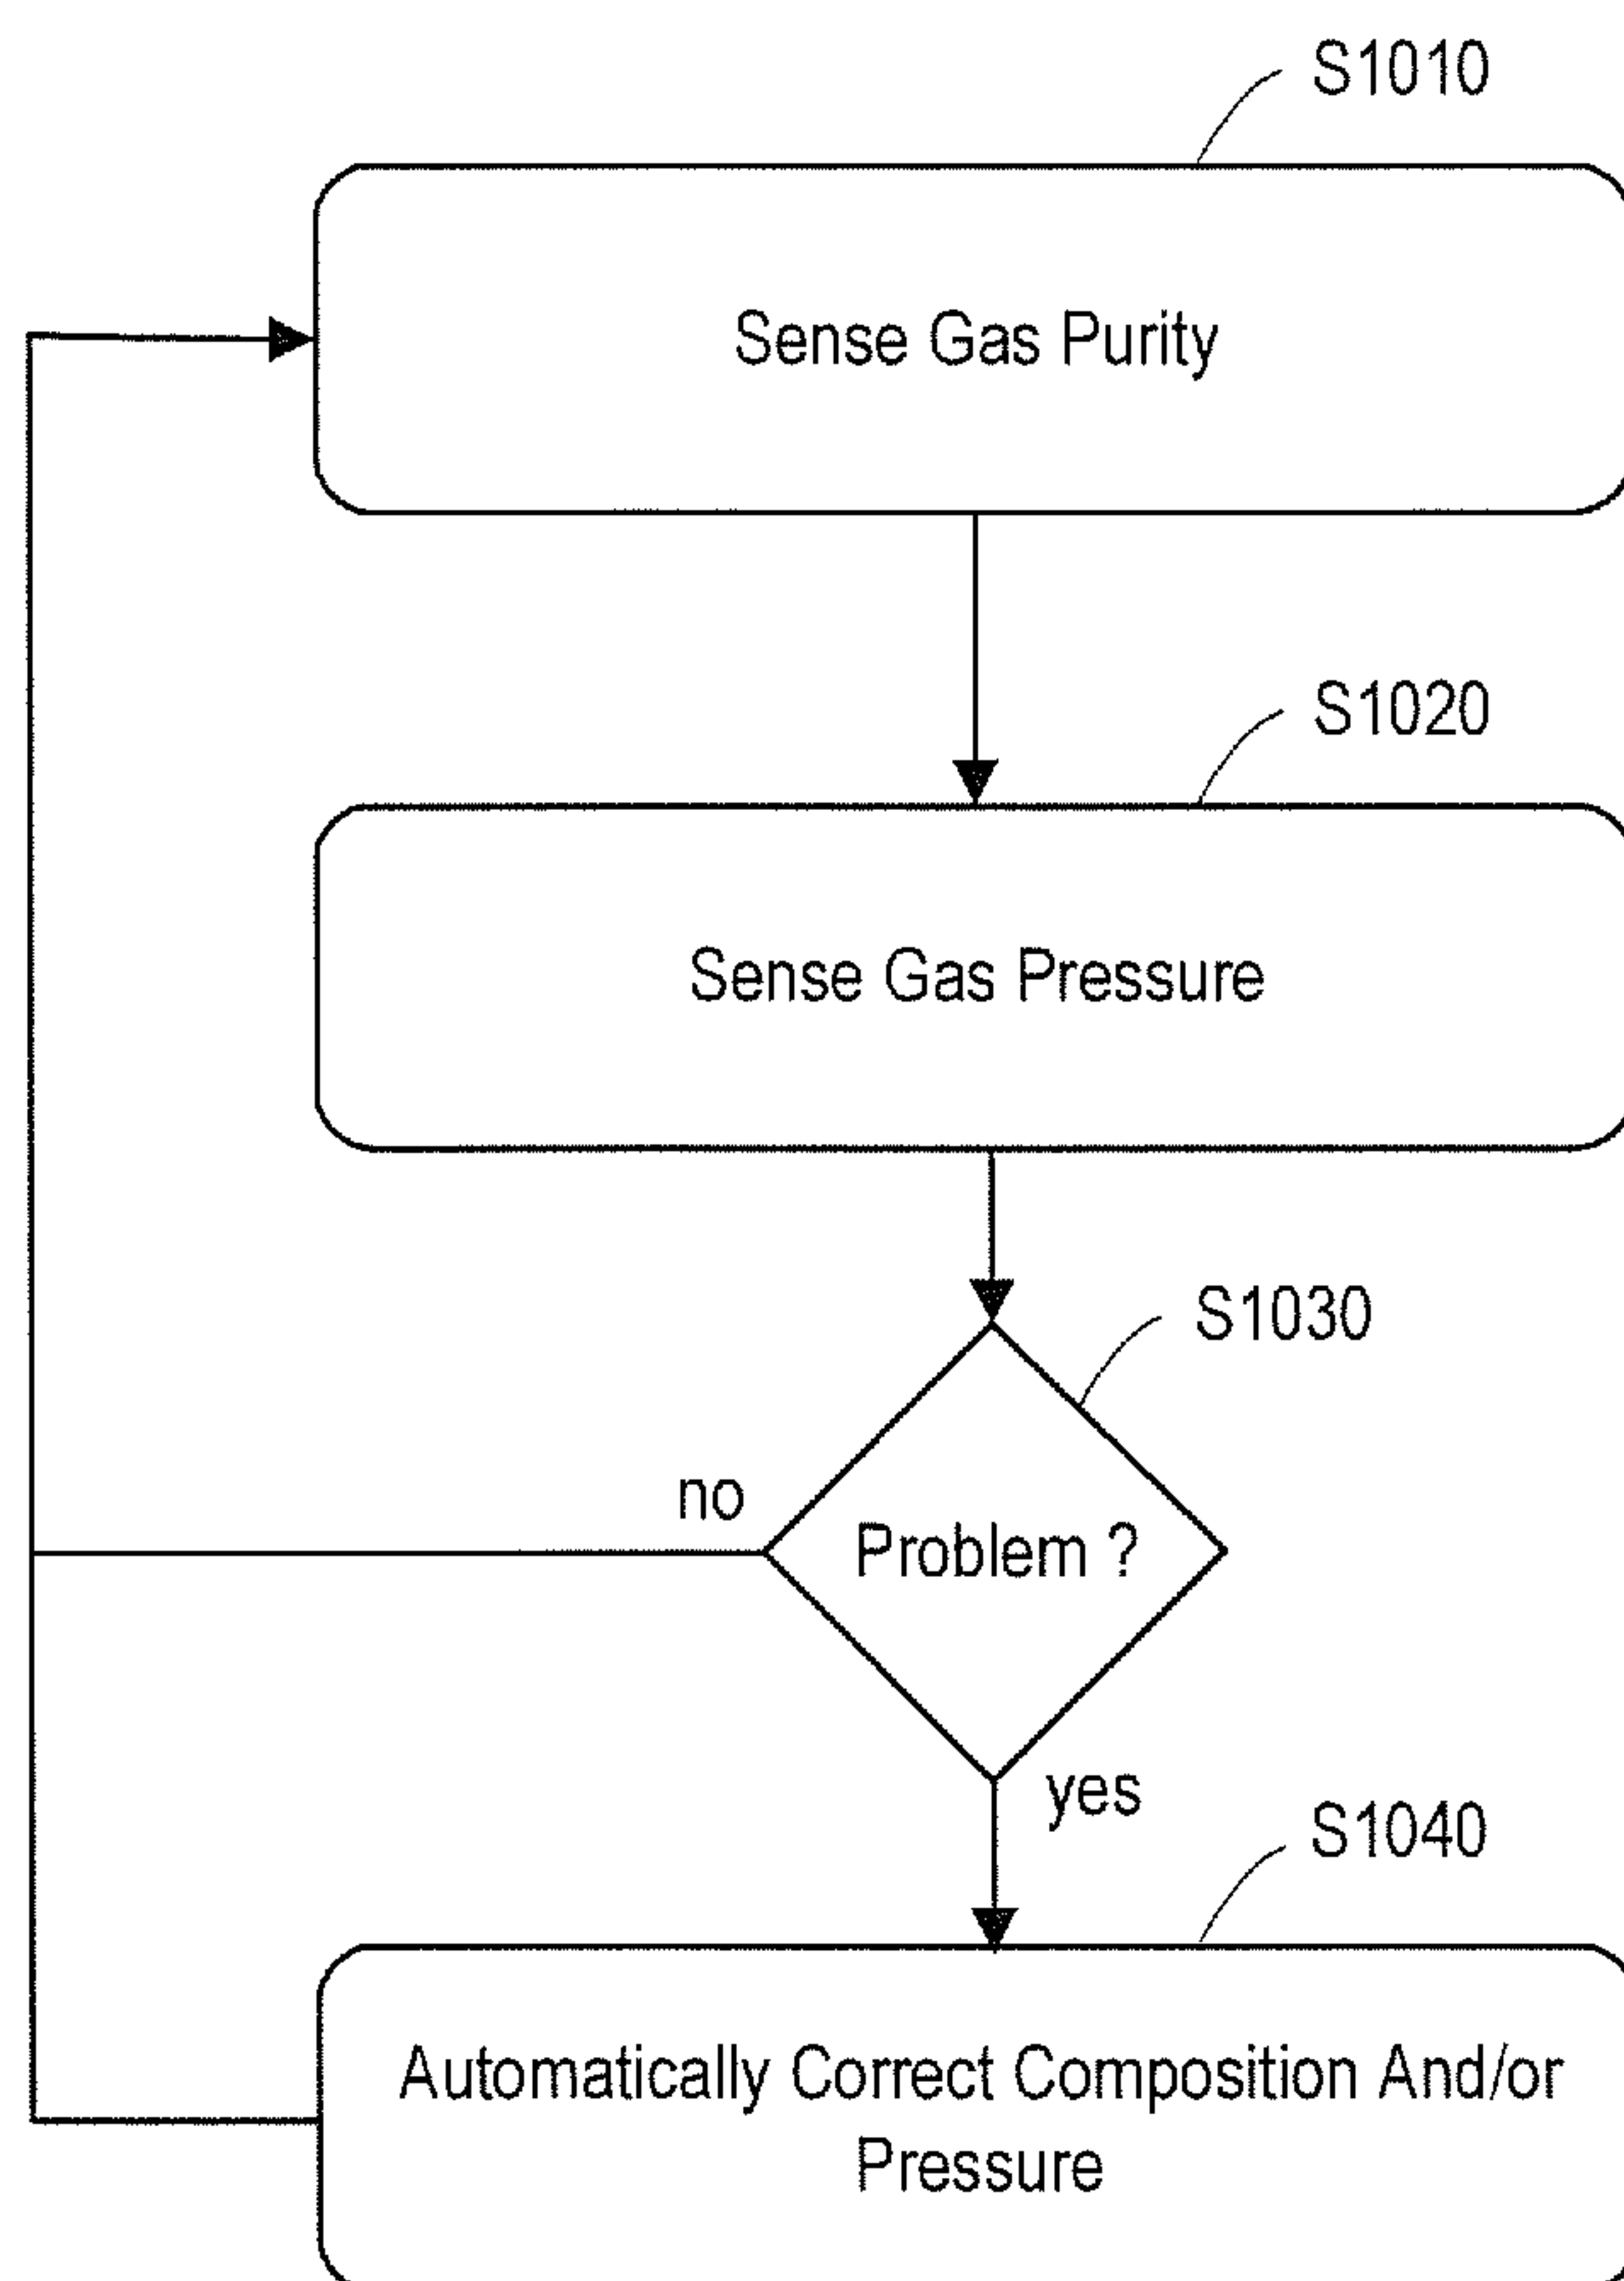 S1010
Sense Gas Purity
S1020
Sense Gas Pressure
S1030
no
Problem ?
yes
S1040
Automatically Correct Composition And/or
Pressure